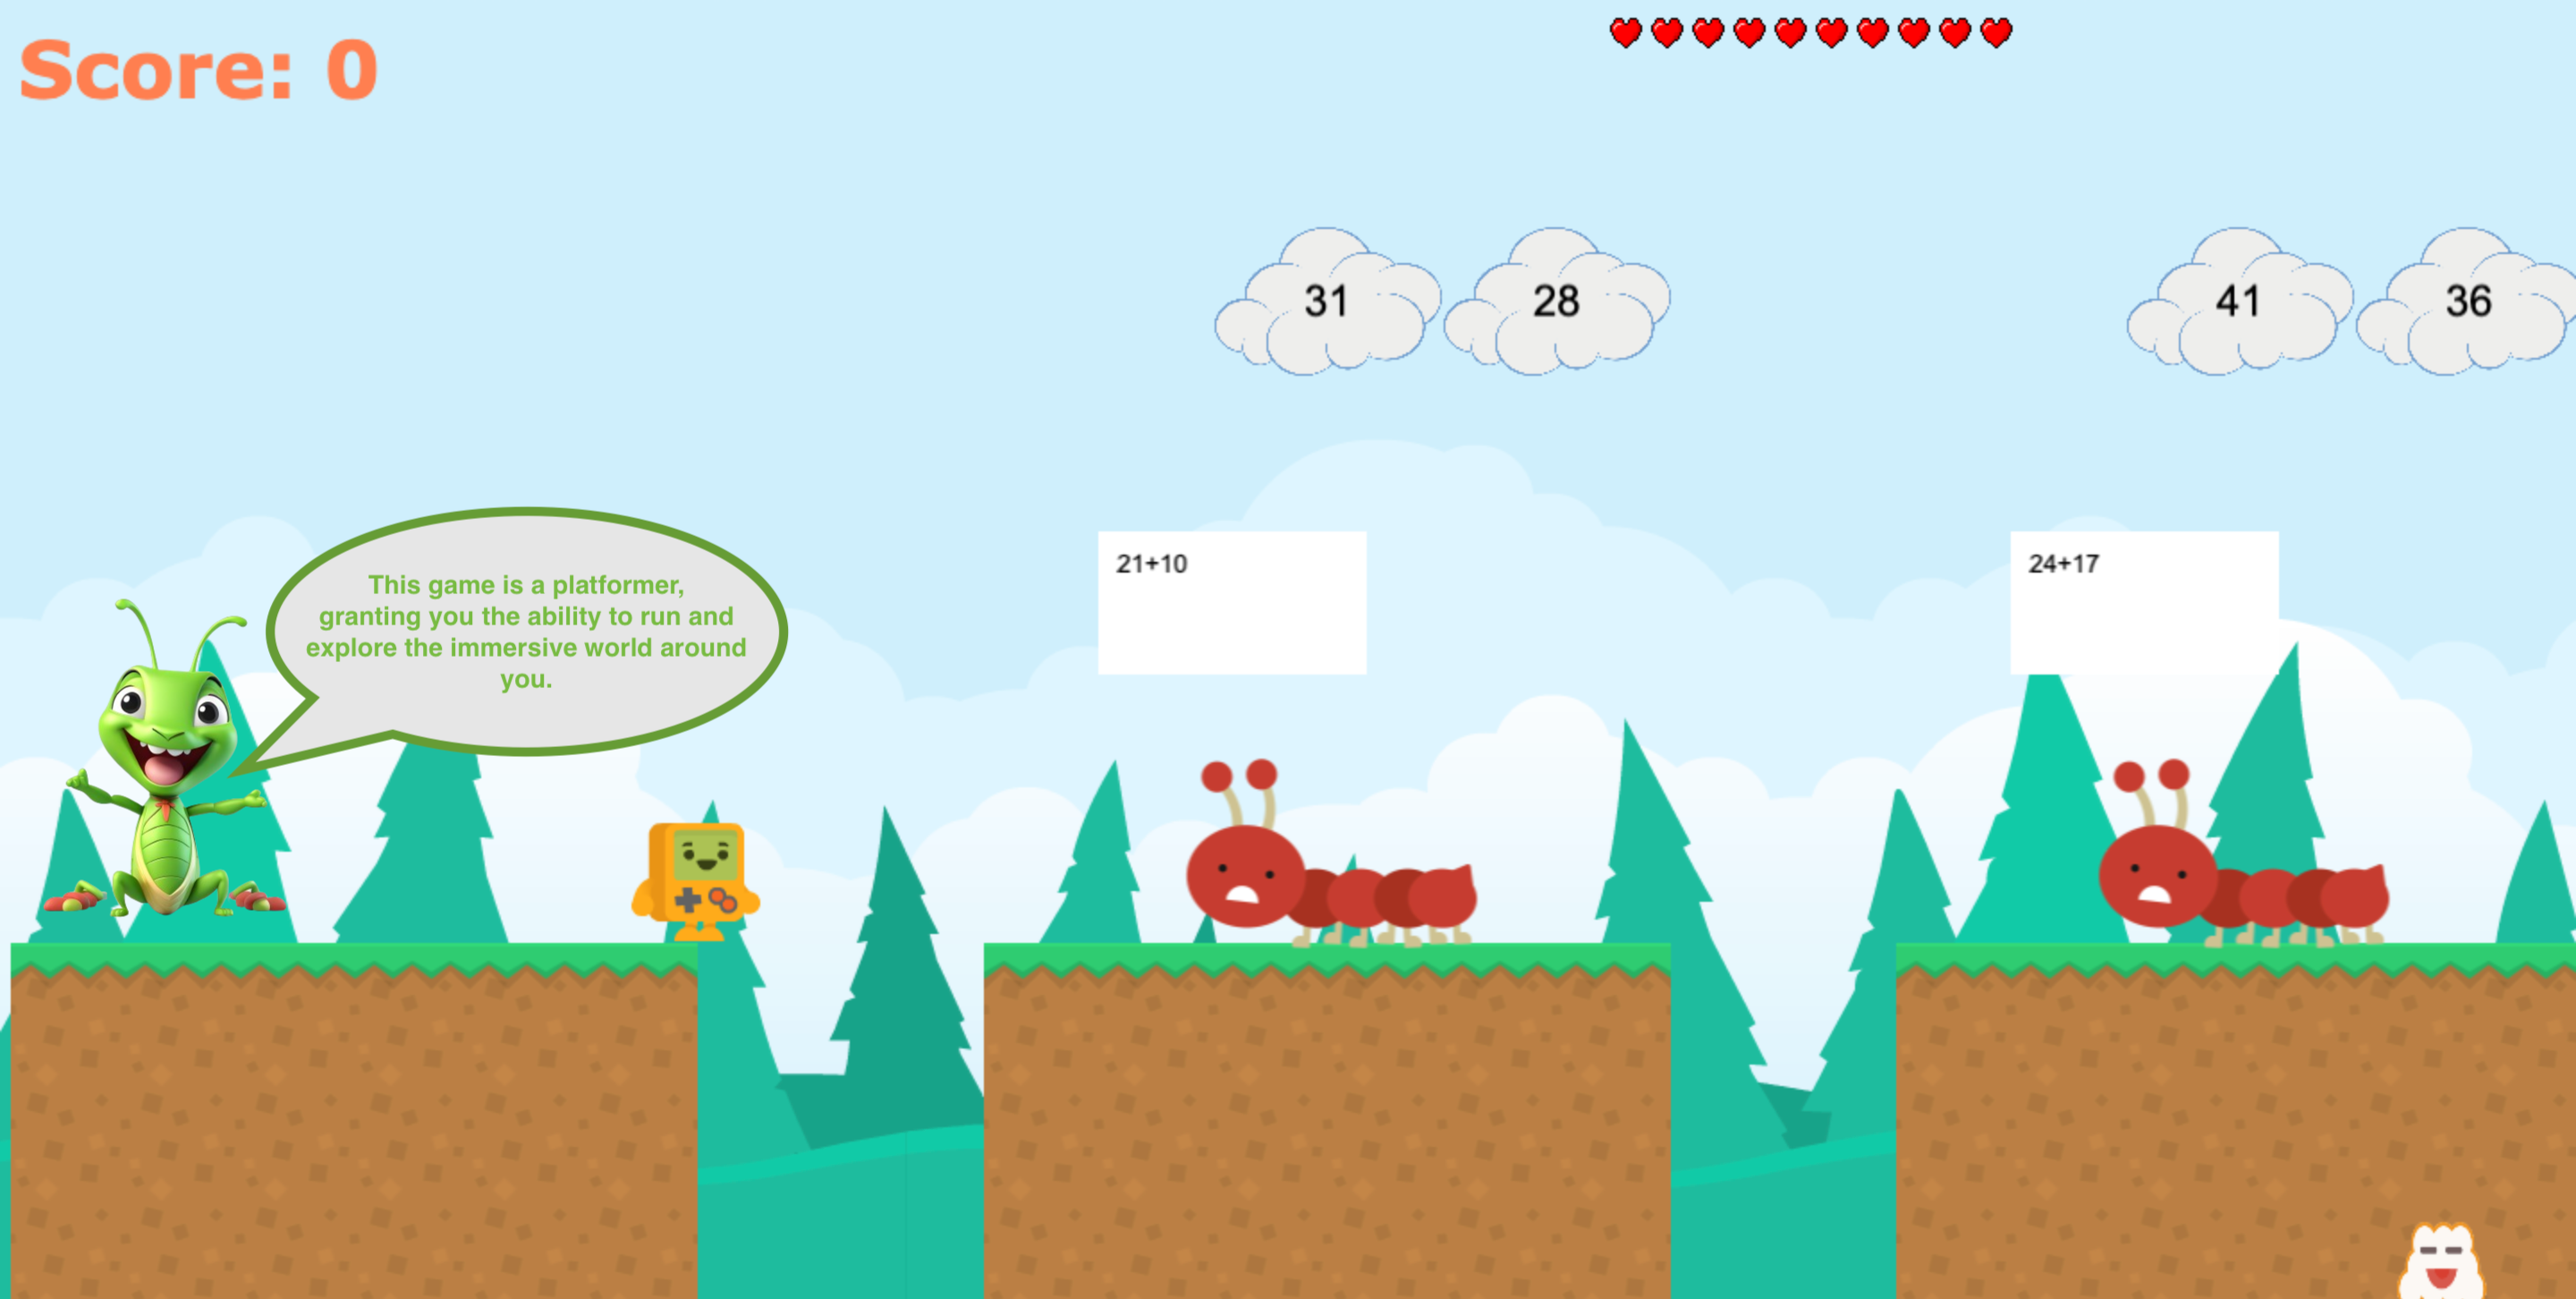 Score: 0
31
28
41
36
This game is a platformer,
granting you the ability to run and
explore the immersive world around
you.
21+10
24+17